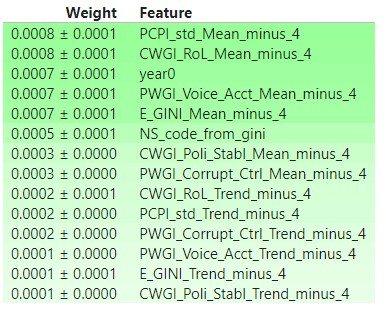 Weight Feature
0.0008 ± 0.0001 PCPI_std_Mean_minus_4
0.0008 ± 0.0001 CWGI_RoL_Mean_minus_4
0.0007 ± 0.0001 year0
0.0007 ± 0.0001 PWGI_Voice_Acct_Mean_minus_4
0.0007 ± 0.0001 E_GINI_Mean_minus_4
0.0005 ± 0.0001 NS_code_from_gini
0.0003 ± 0.0000 CWGI_Poli_Stabl_Mean_minus_4
0.0003 ± 0.0000 PWGI_Corrupt_Ctrl_Mean_minus_4
0.0002 ± 0.0001 CWGI_RoL_Trend_minus_4
0.0002 ± 0.0000 PCPI_std_Trend_minus_4
0.0002 ± 0.0000 PWGI_Corrupt_Ctrl_Trend_minus_4
0.0001 ± 0.0000 PWGI_Voice_Acct_Trend_minus_4
0.0001 ± 0.0001 E_GINI_Trend_minus_4
0.0001 ± 0.0000 CWGI_Poli_Stabl_Trend_minus_4